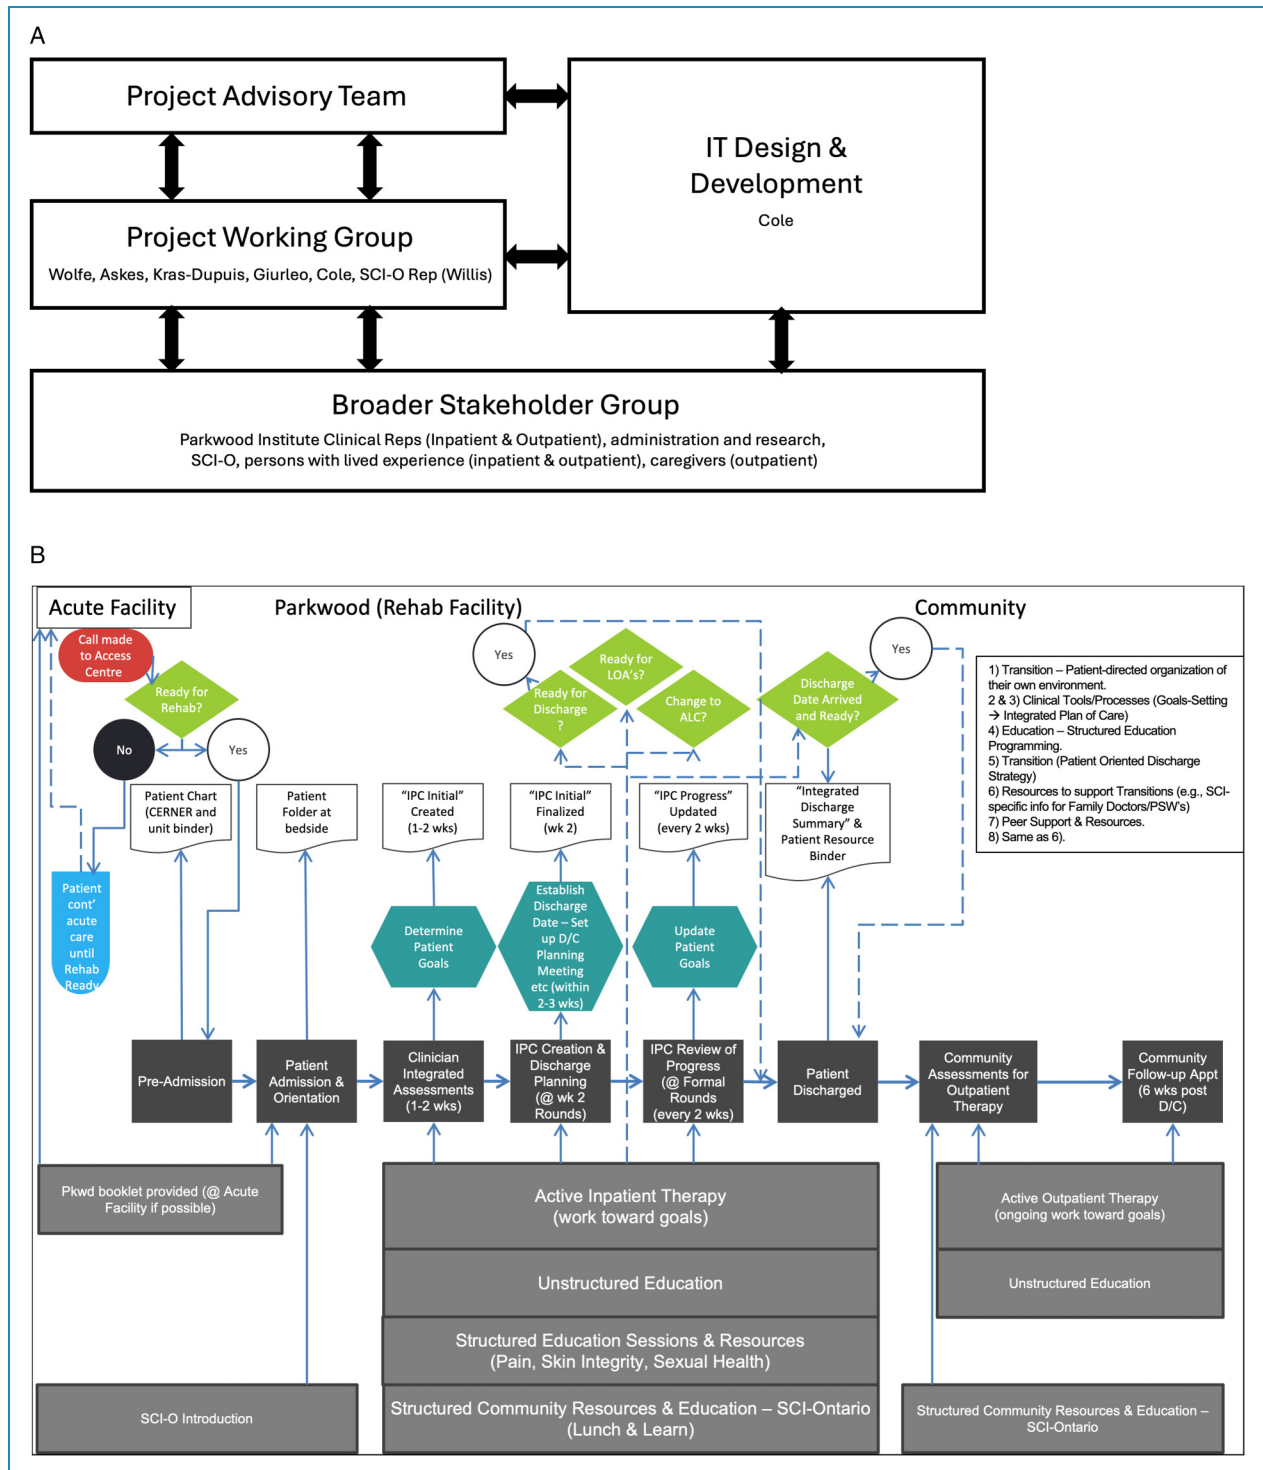 A
Project Advisory Team
IT Design &
Development
Cole
Project Working Group
Wolfe, Askes, Kras-Dupuis, Giurleo, Cole, SCI-O Rep (Willis)
Broader Stakeholder Group
Parkwood Institute Clinical Reps (Inpatient & Outpatient), administration and research,
SCI-O, persons with lived experience (inpatient & outpatient), caregivers (outpatient)
B
Acute Facility
Parkwood (Rehab Facility)
Community
Call made
to Access
Centre
Ready for
Rehab?
No
Yes
Yes
Ready for
Discharge
?
Ready for
LOA's?
Change to
ALC?
Discharge
Date Arrived
and Ready?
Yes
1) Transition – Patient-directed organization of
their own environment.
2 & 3) Clinical Tools/Processes (Goals-Setting
→ Integrated Plan of Care)
4) Education – Structured Education
Programming.
5) Transition (Patient Oriented Discharge
Strategy)
6) Resources to support Transitions (e.g., SCI-
specific info for Family Doctors/PSW's)
7) Peer Support & Resources.
8) Same as 6).
Patient Chart
(CERNER and
unit binder)
Patient
Folder at
bedside
“IPC Initial”
Created
(1-2 wks)
“IPC Initial”
Finalized
(wk 2)
“IPC Progress”
Updated
(every 2 wks)
“Integrated
Discharge
Summary” &
Patient Resource
Binder
Patient
cont’
acute
care
until
Rehab
Ready
Determine
Patient
Goals
Establish
Discharge
Date – Set
up D/C
Planning
Meeting
etc (within
2-3 wks)
Update
Patient
Goals
Pre-Admission
Patient
Admission &
Orientation
Clinician
Integrated
Assessments
(1-2 wks)
IPC Creation &
Discharge
Planning
(@ wk 2
Rounds)
IPC Review of
Progress
(@ Formal
Rounds
(every 2 wks)
Patient
Discharged
Community
Assessments for
Outpatient
Therapy
Community
Follow-up Appt
(6 wks post
D/C)
Pkwd booklet provided (@ Acute
Facility if possible)
Active Inpatient Therapy
(work toward goals)
Active Outpatient Therapy
(ongoing work toward goals)
Unstructured Education
Unstructured Education
Structured Education Sessions & Resources
(Pain, Skin Integrity, Sexual Health)
SCI-O Introduction
Structured Community Resources & Education – SCI-Ontario
(Lunch & Learn)
Structured Community Resources & Education –
SCI-Ontario